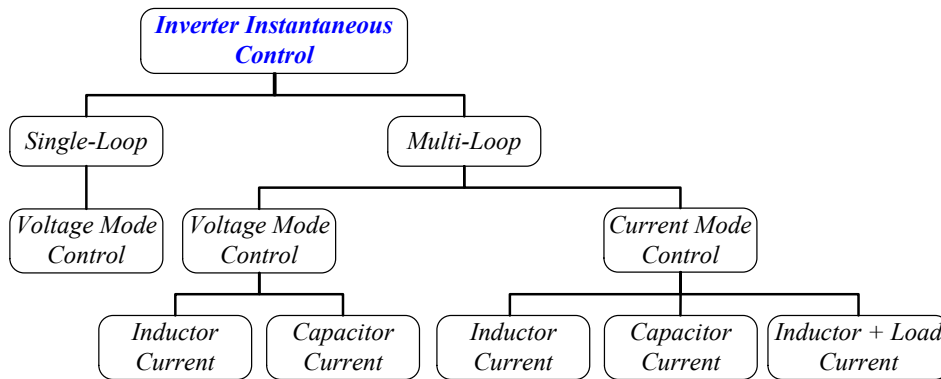 Inverter Instantaneous
Control
Single-Loop
Multi-Loop
Voltage Mode
Control
Voltage Mode
Control
Current Mode
Control
Inductor
Current
Capacitor
Current
Inductor
Current
Capacitor
Current
Inductor + Load
Current